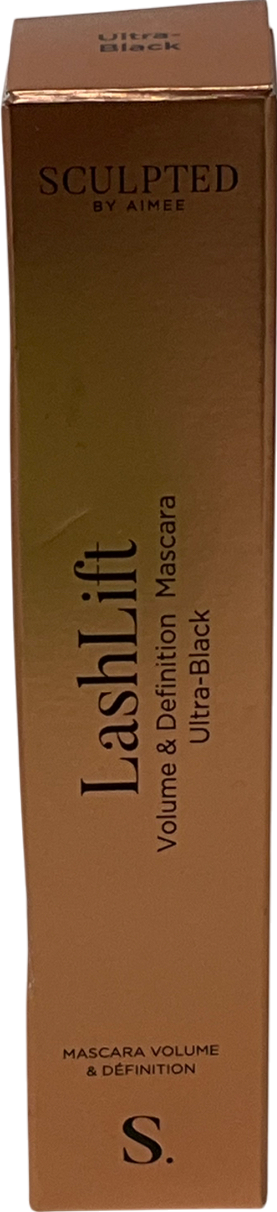 Ultra-
Black
SCULPTED
BY AIMEE
LashLift
Volume & Definition Mascara
Ultra-Black
MASCARA VOLUME
& DÉFINITION
S.